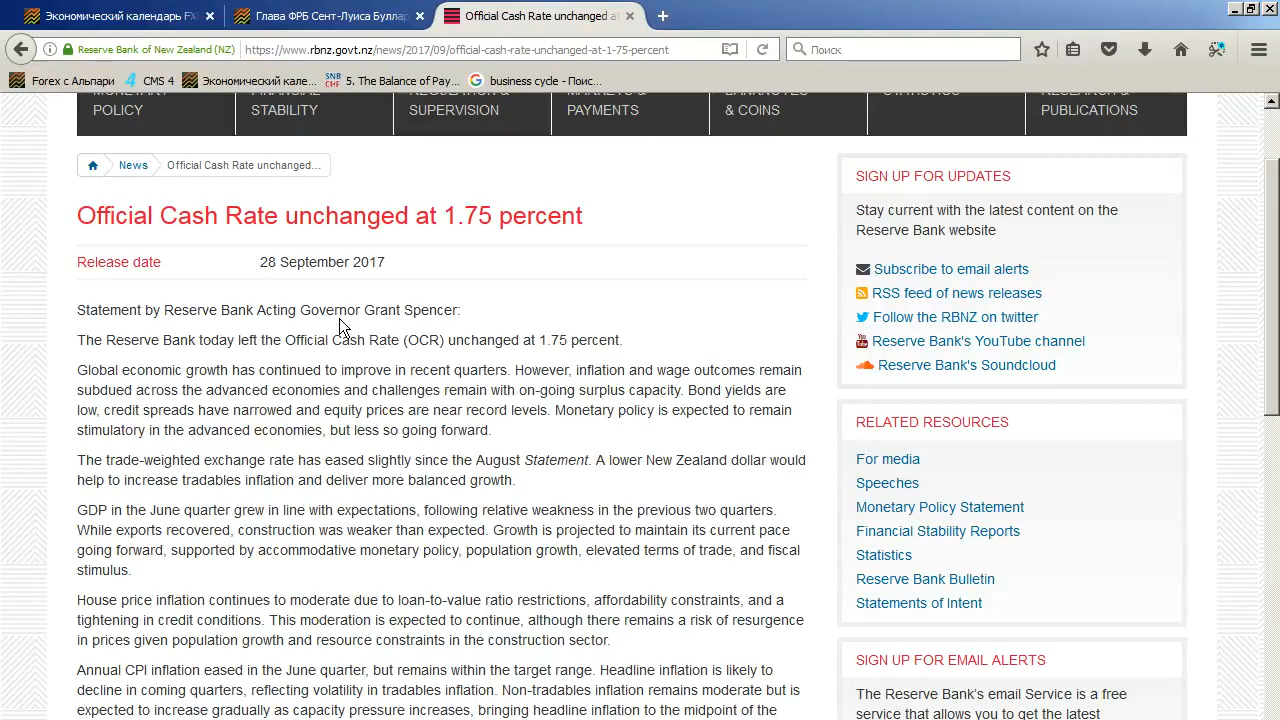 Экономический календарь FX
Глава ФРБ Сент-Луиса Буллар
Official Cash Rate unchanged at
Reserve Bank of New Zealand (NZ)
https://www.rbnz.govt.nz/news/2017/09/official-cash-rate-unchanged-at-1-75-percent
Поиск
Forex с Альпари
CMS 4
Экономический кале...
SNB CHF
5. The Balance of Pay...
business cycle - Поис...
POLICY
STABILITY
SUPERVISION
PAYMENTS
& COINS
STATISTICS
PUBLICATIONS
News
Official Cash Rate unchanged...
Official Cash Rate unchanged at 1.75 percent
Release date 28 September 2017
Statement by Reserve Bank Acting Governor Grant Spencer:
The Reserve Bank today left the Official Cash Rate (OCR) unchanged at 1.75 percent.
Global economic growth has continued to improve in recent quarters. However, inflation and wage outcomes remain
subdued across the advanced economies and challenges remain with on-going surplus capacity. Bond yields are
low, credit spreads have narrowed and equity prices are near record levels. Monetary policy is expected to remain
stimulatory in the advanced economies, but less so going forward.
The trade-weighted exchange rate has eased slightly since the August Statement. A lower New Zealand dollar would
help to increase tradables inflation and deliver more balanced growth.
GDP in the June quarter grew in line with expectations, following relative weakness in the previous two quarters.
While exports recovered, construction was weaker than expected. Growth is projected to maintain its current pace
going forward, supported by accommodative monetary policy, population growth, elevated terms of trade, and fiscal
stimulus.
House price inflation continues to moderate due to loan-to-value ratio restrictions, affordability constraints, and a
tightening in credit conditions. This moderation is expected to continue, although there remains a risk of resurgence
in prices given population growth and resource constraints in the construction sector.
Annual CPI inflation eased in the June quarter, but remains within the target range. Headline inflation is likely to
decline in coming quarters, reflecting volatility in tradables inflation. Non-tradables inflation remains moderate but is
expected to increase gradually as capacity pressure increases, bringing headline inflation to the midpoint of the
SIGN UP FOR UPDATES
Stay current with the latest content on the
Reserve Bank website
Subscribe to email alerts
RSS feed of news releases
Follow the RBNZ on twitter
Reserve Bank's YouTube channel
Reserve Bank's Soundcloud
RELATED RESOURCES
For media
Speeches
Monetary Policy Statement
Financial Stability Reports
Statistics
Reserve Bank Bulletin
Statements of Intent
SIGN UP FOR EMAIL ALERTS
The Reserve Bank's email Service is a free
service that allows you to get the latest